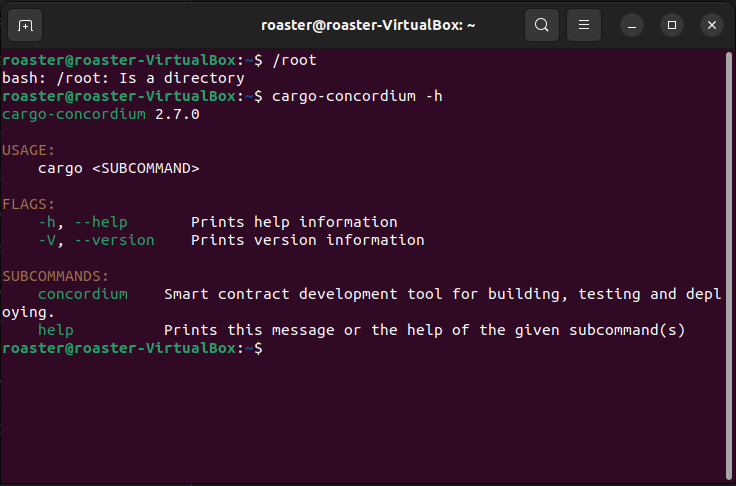 roaster@roaster-VirtualBox: ~
roaster@roaster-VirtualBox:~$ /root
bash: /root: Is a directory
roaster@roaster-VirtualBox:~$ cargo-concordium -h
cargo-concordium 2.7.0
USAGE:
cargo <SUBCOMMAND>
FLAGS:
-h, --help       Prints help information
-V, --version    Prints version information
SUBCOMMANDS:
concordium    Smart contract development tool for building, testing and depl
oying.
help          Prints this message or the help of the given subcommand(s)
roaster@roaster-VirtualBox:~$